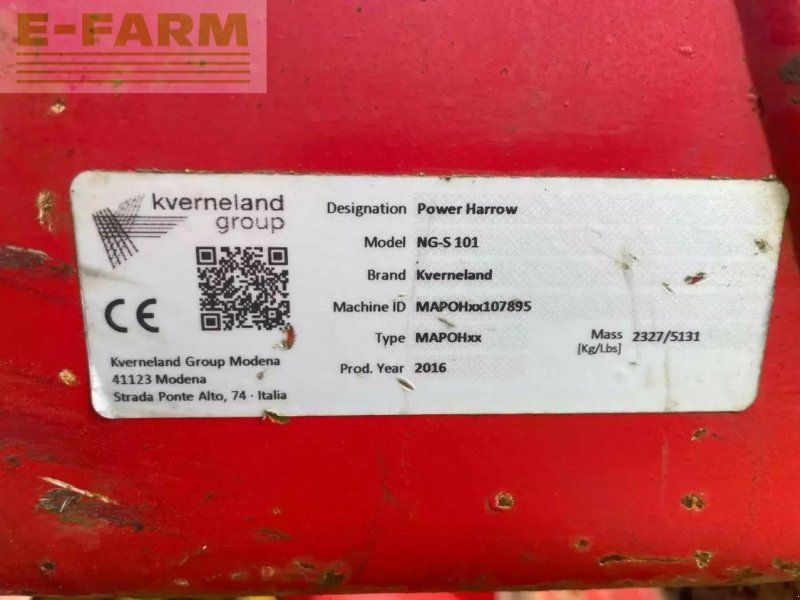 E-FARM
kverneland
group
Designation Power Harrow
Model NG-S 101
Brand Kverneland
Machine ID MAPOHxx107895
Type MAPOHxx Mass 2327/5131
[Kg/Lbs]
Prod. Year 2016
CE
Kverneland Group Modena
41123 Modena
Strada Ponte Alto, 74 · Italia